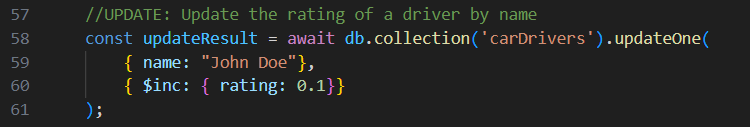 57 //UPDATE: Update the rating of a driver by name
58 const updateResult = await db.collection('carDrivers').updateOne(
59 { name: "John Doe"},
60 { $inc: { rating: 0.1}}
61 );